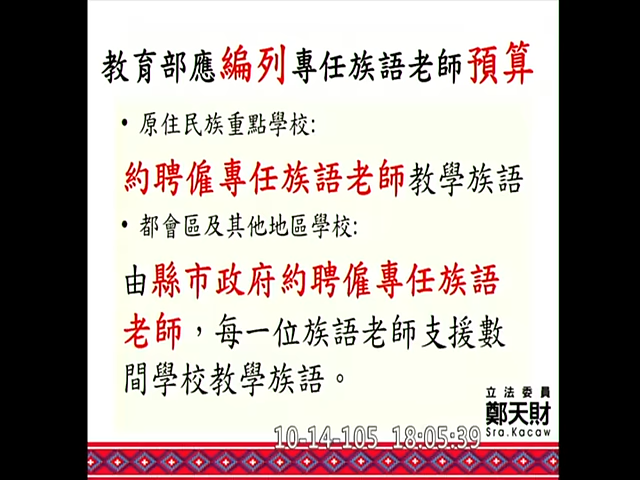 教育部應編列專任族語老師預算
• 原住民族重點學校:
約聘僱專任族語老師教學族語
• 都會區及其他地區學校:
由縣市政府約聘僱專任族語
老師，每一位族語老師支援數
間學校教學族語。
立法委員
鄭天財
Sra.Kacaw
10-14-105 18:05:39